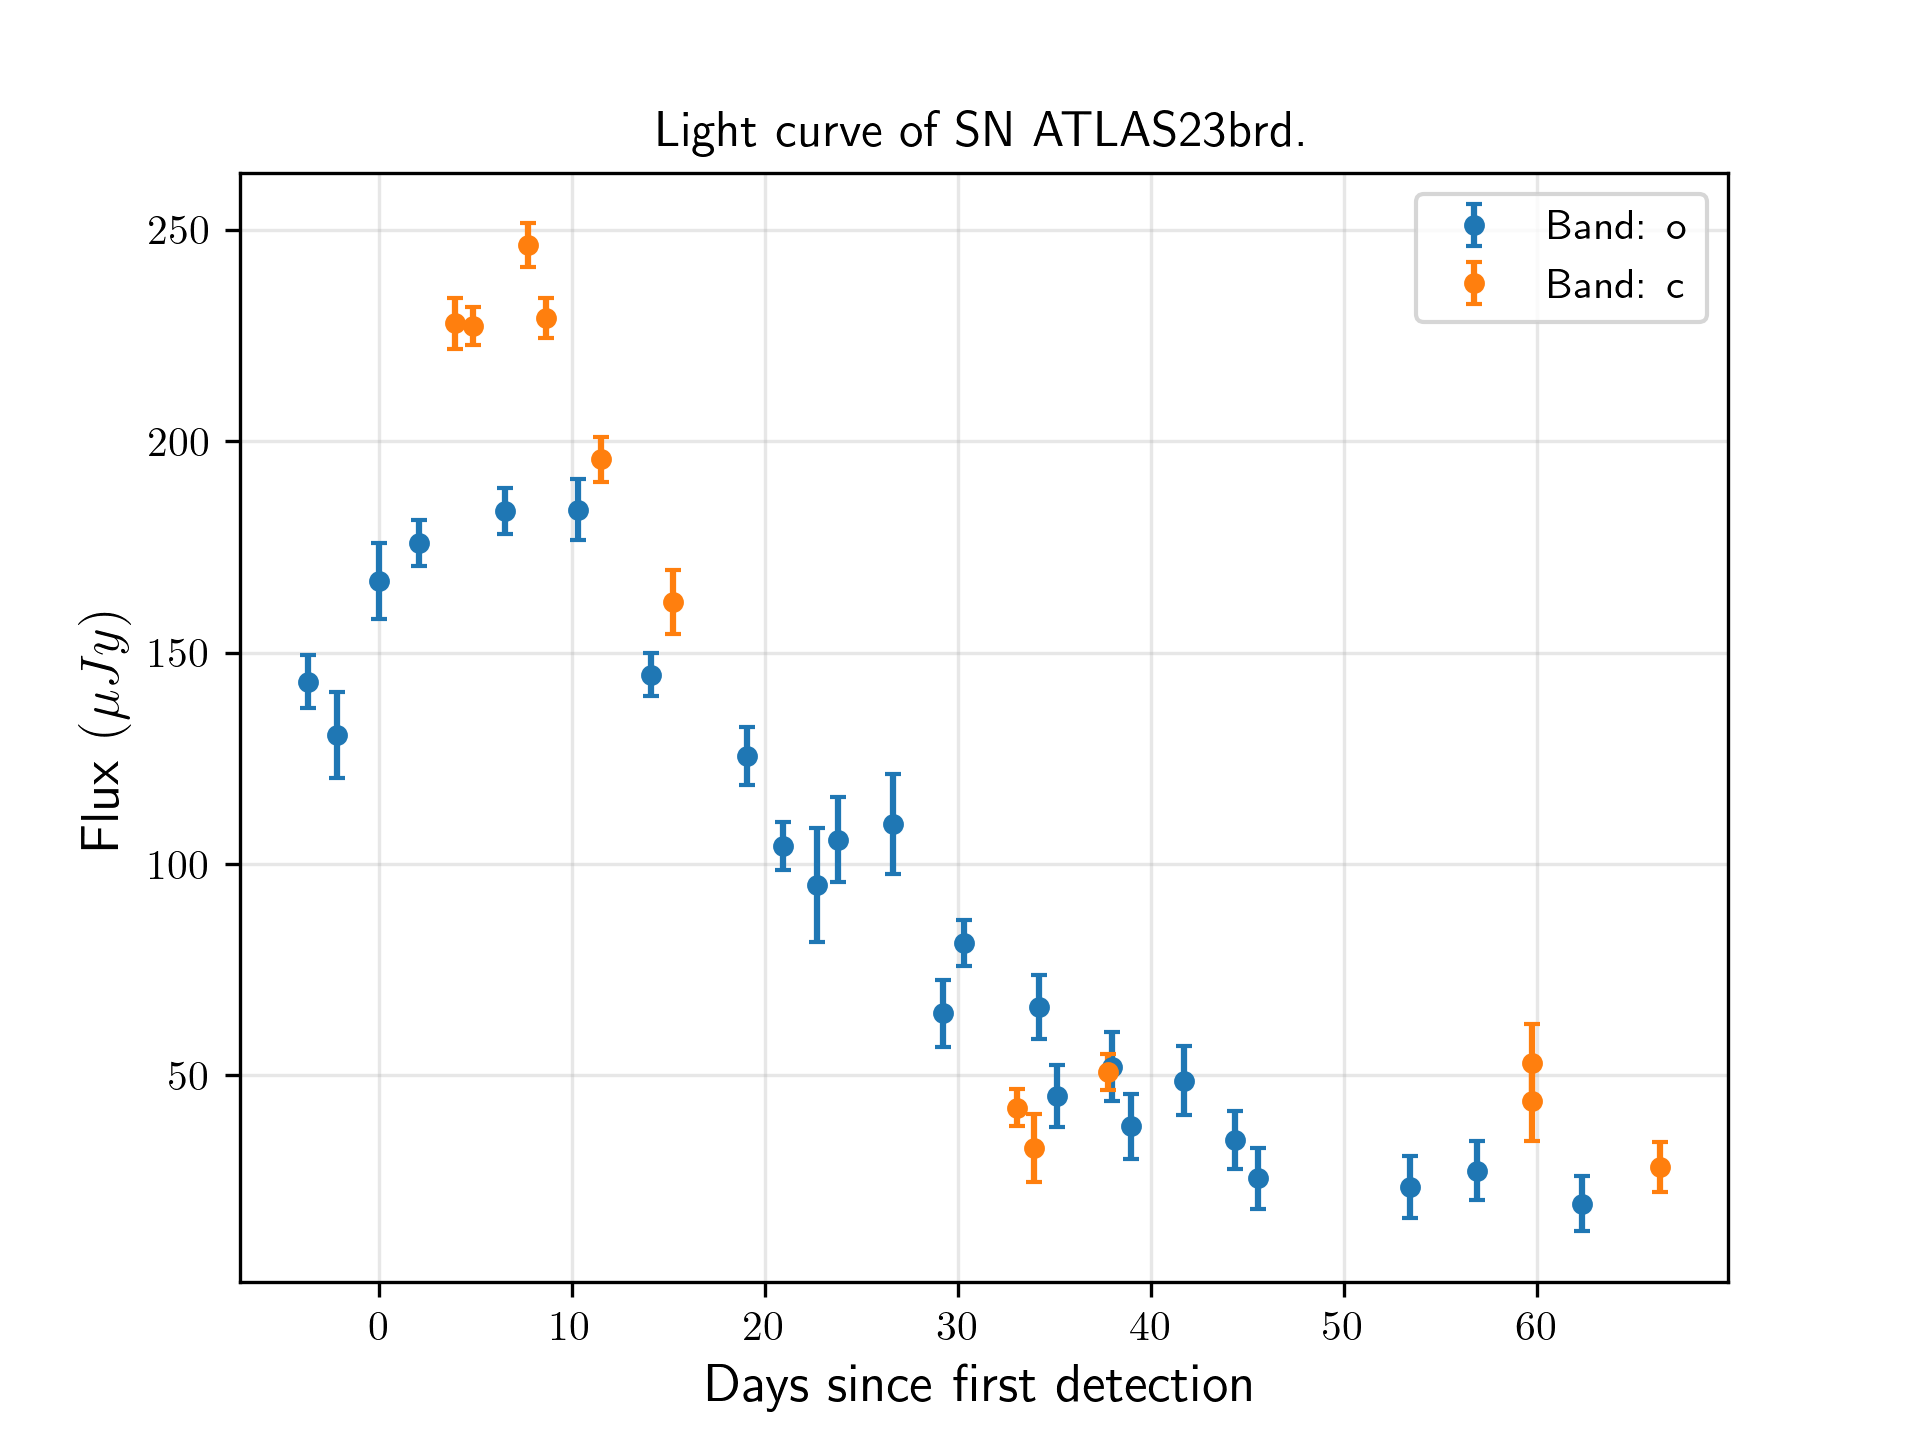 Light curve of SN ATLAS23brd.
Band: o
Band: c
Flux (μJy)
250
200
150
100
50
0 10 20 30 40 50 60
Days since first detection